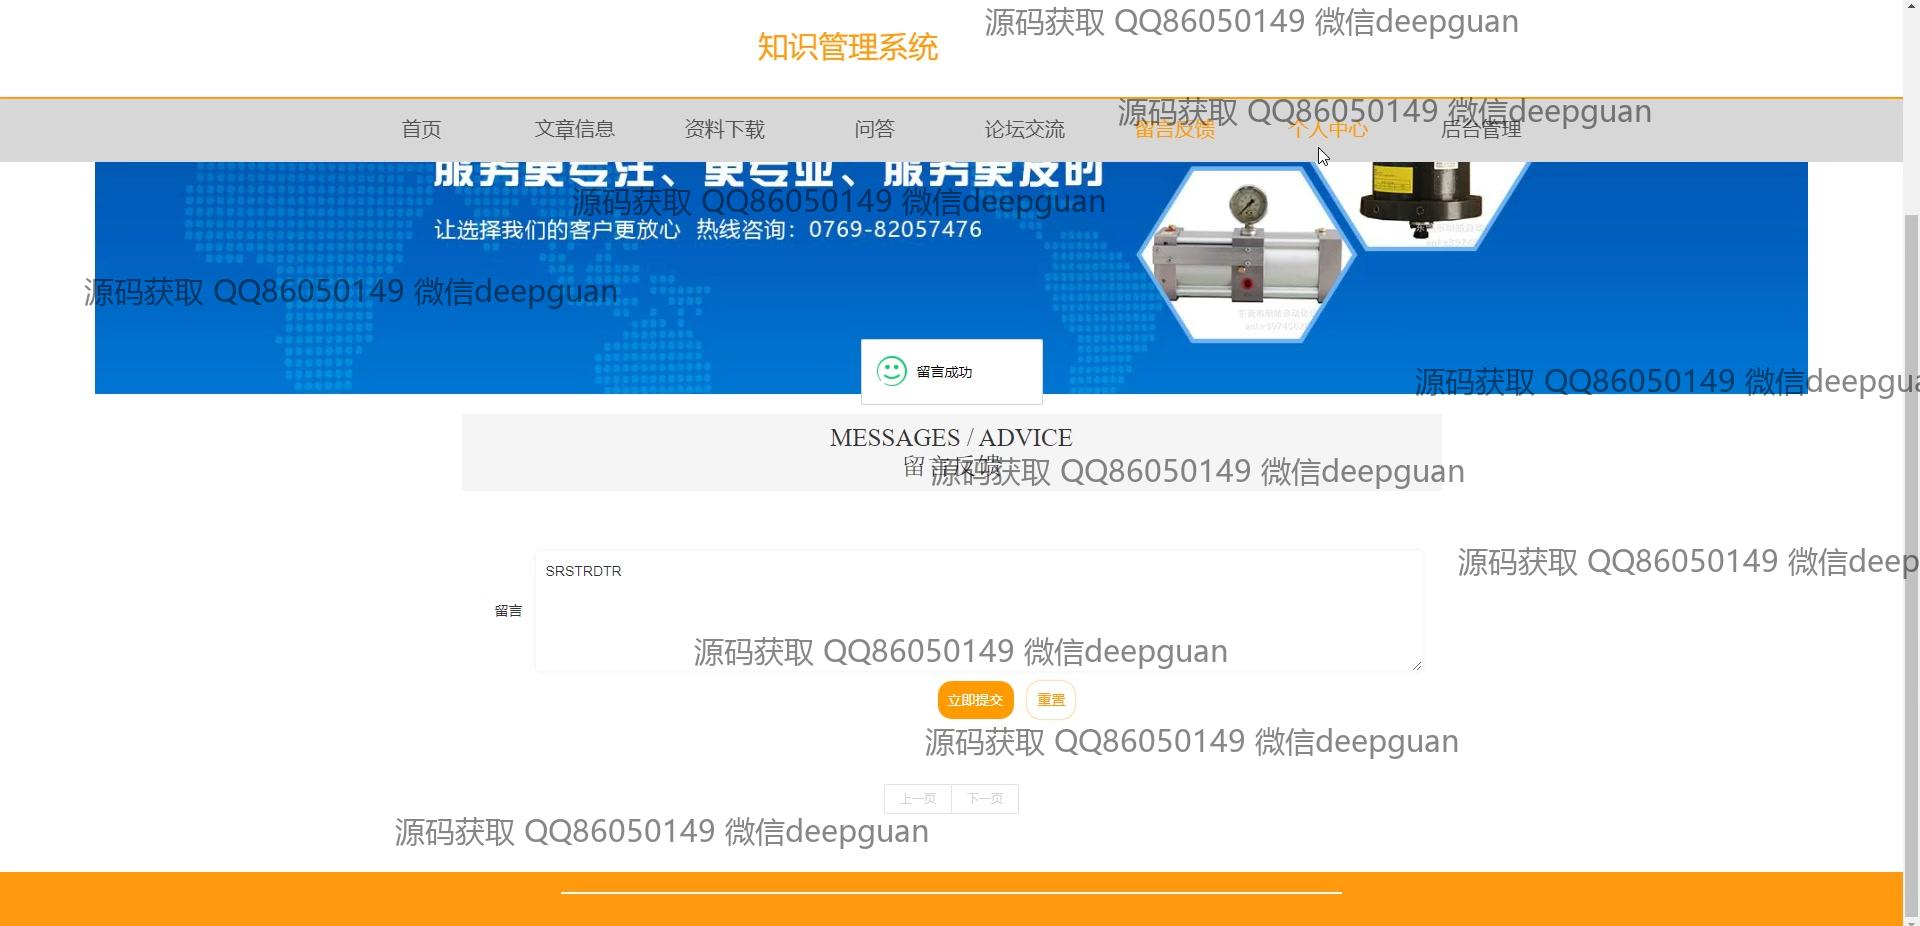 源码获取 QQ86050149 微信deepguan
知识管理系统
源码获取 QQ86050149 微信deepguan
首页 文章信息 资料下载 问答 论坛交流 留言反馈 个人中心 后台管理
服务更专注、更专业、服务更及时
源码获取 QQ86050149 微信deepguan
让选择我们的客户更放心 热线咨询：0769-82057476
源码获取 QQ86050149 微信deepguan
留言成功
源码获取 QQ86050149 微信deepgua
MESSAGES / ADVICE
留言反馈
源码获取 QQ86050149 微信deepguan
源码获取 QQ86050149 微信deep
SRSTRDTR
留言
源码获取 QQ86050149 微信deepguan
立即提交 重置
源码获取 QQ86050149 微信deepguan
上一页 下一页
源码获取 QQ86050149 微信deepguan